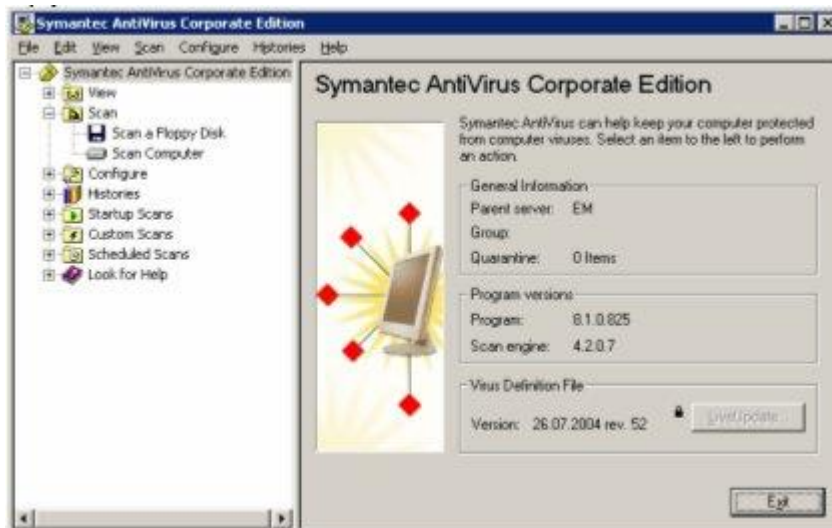 Symantec AntiVirus Corporate Edition
File Edit View Scan Configure Histories Help
Symantec AntiVirus Corporate Edition
View
Scan
Scan a Floppy Disk
Scan Computer
Configure
Histories
Startup Scans
Custom Scans
Scheduled Scans
Look for Help
Symantec AntiVirus Corporate Edition
Symantec AntiVirus can help keep your computer protected
from computer viruses. Select an item to the left to perform
an action.
General Information
Parent server: EM
Group:
Quarantine: 0 Items
Program versions
Program: 8.1.0.825
Scan engine: 4.2.0.7
Virus Definition File
Version: 26.07.2004 rev. 52
LiveUpdate
Exit